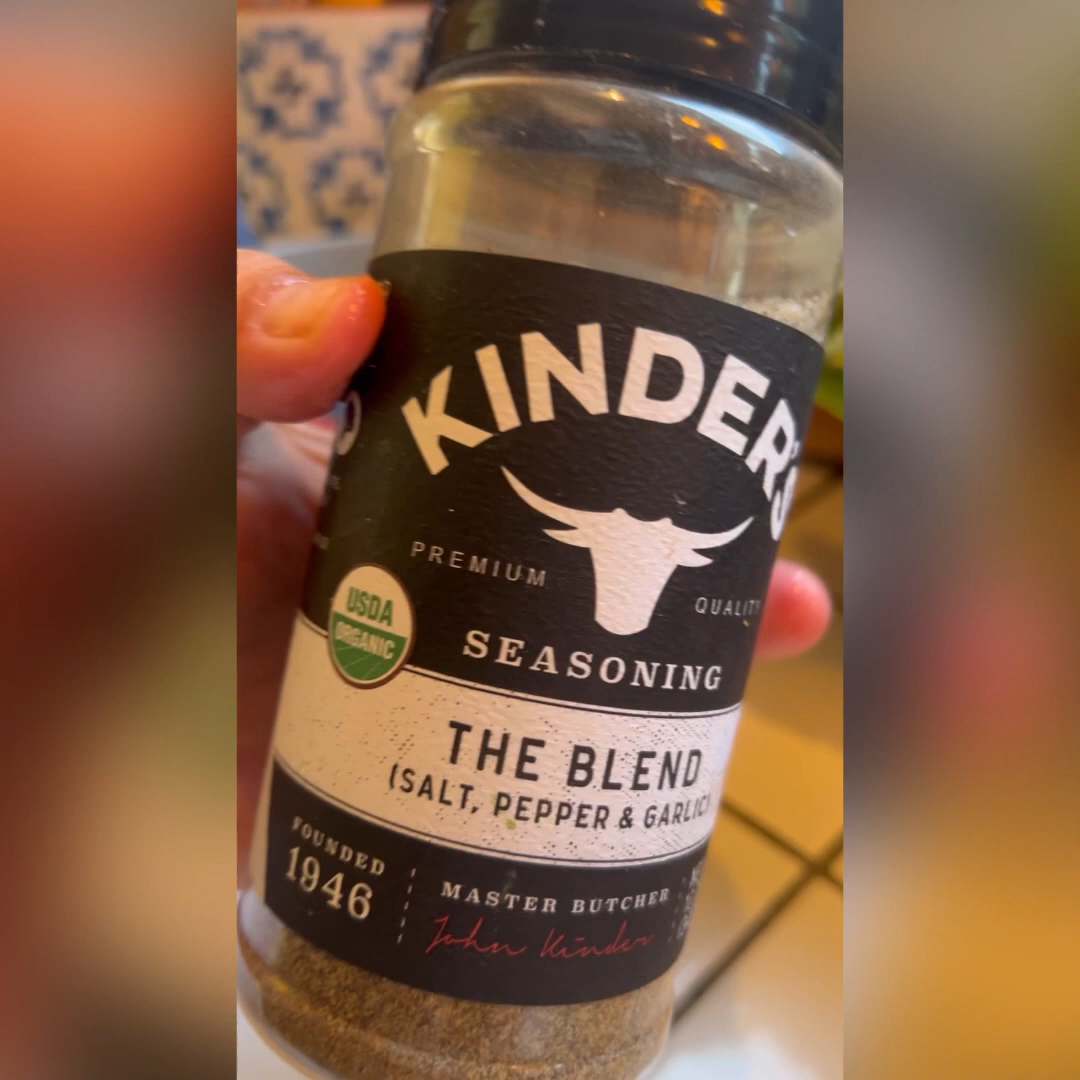 KINDER'S
PREMIUM QUALITY
USDA
ORGANIC
SEASONING
THE BLEND
(SALT, PEPPER & GARLIC)
FOUNDED
1946
MASTER BUTCHER
John Kinder